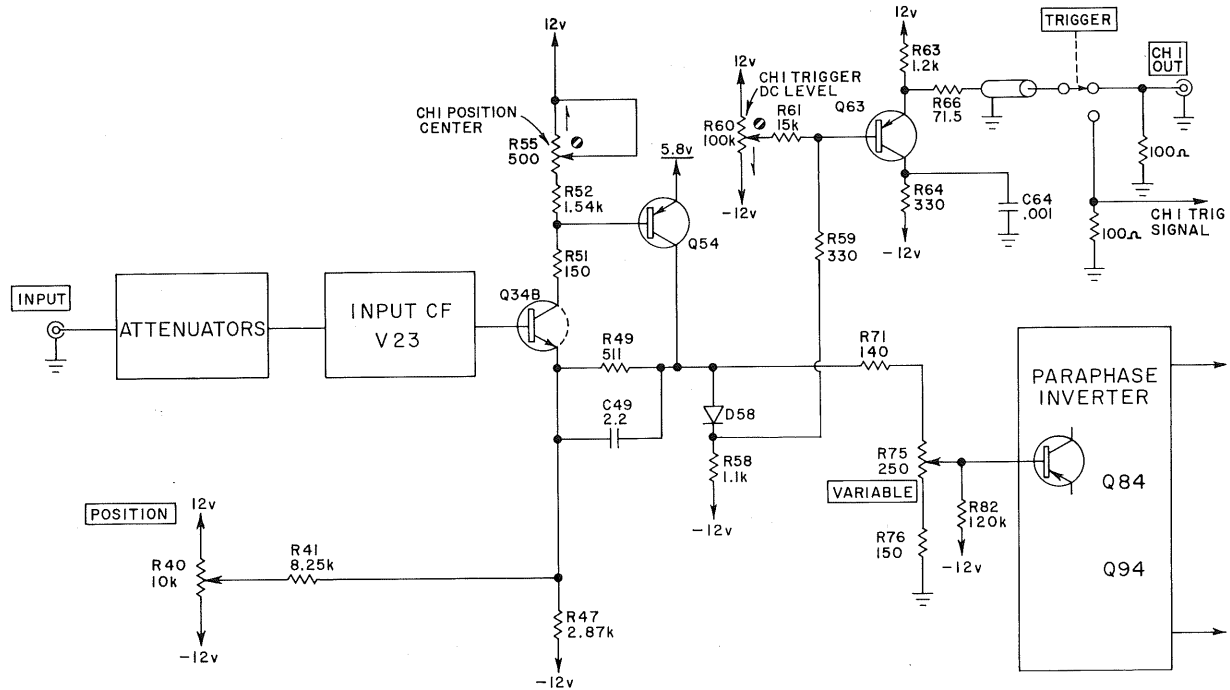 12v
CHI POSITION
CENTER
R55
500
R52
1.54k
R51
150
5.8v
Q54
Q34B
INPUT
ATTENUATORS
INPUT CF
V23
R49
511
C49
2.2
12v
CHI TRIGGER
DC LEVEL
R60
100k
R61
15k
-12v
R59
330
12v
R63
1.2k
Q63
R66
71.5
R64
330
-12v
C64
.001
TRIGGER
CH I
OUT
100Ω
100Ω
CH I TRIG
SIGNAL
D58
R58
1.1k
-12v
R71
140
R75
250
VARIABLE
R76
150
R82
120k
-12v
PARAPHASE
INVERTER
Q84
Q94
POSITION
12v
R40
10k
-12v
R41
8.25k
R47
2.87k
-12v